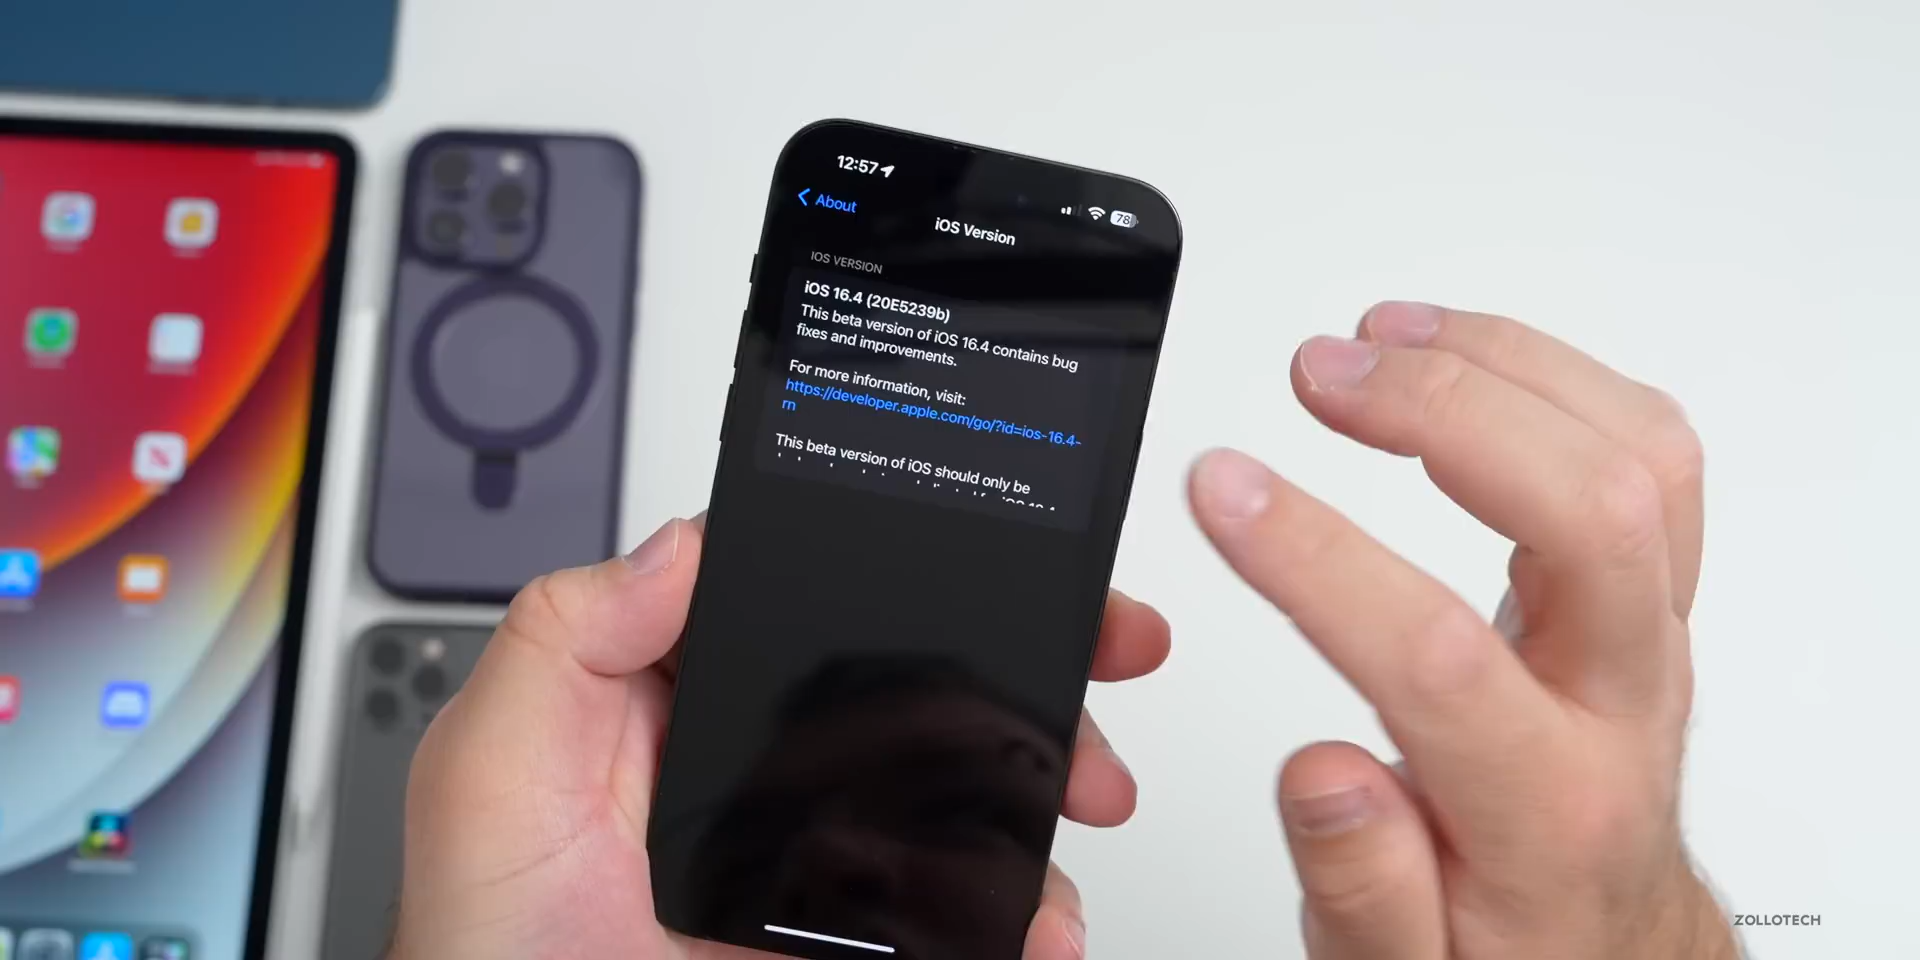 12:57
78
About
iOS Version
IOS VERSION
iOS 16.4 (20E5239b)
This beta version of iOS 16.4 contains bug
fixes and improvements.
For more information, visit:
https://developer.apple.com/go/?id=ios-16.4-
rn
This beta version of iOS should only be
ZOLLOTECH